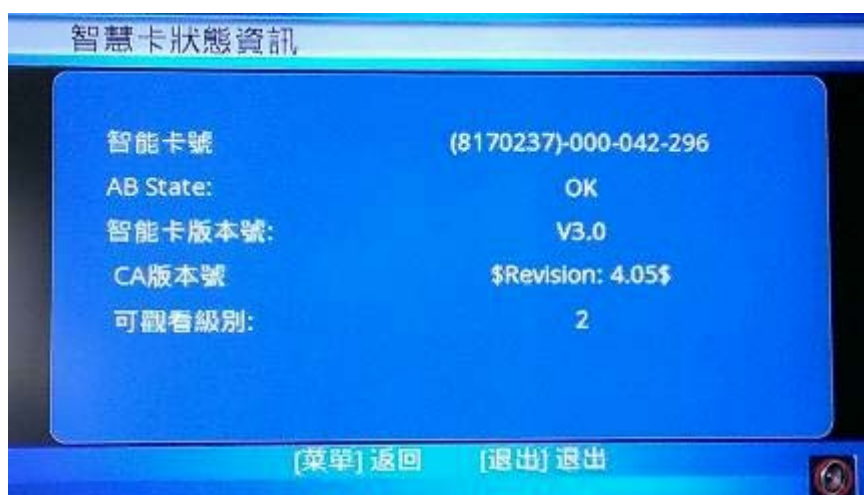 智慧卡狀態資訊
智能卡號 (8170237)-000-042-296
AB State: OK
智能卡版本號: V3.0
CA版本號 $Revision: 4.05$
可觀看級別: 2
[菜單] 返回 [退出] 退出